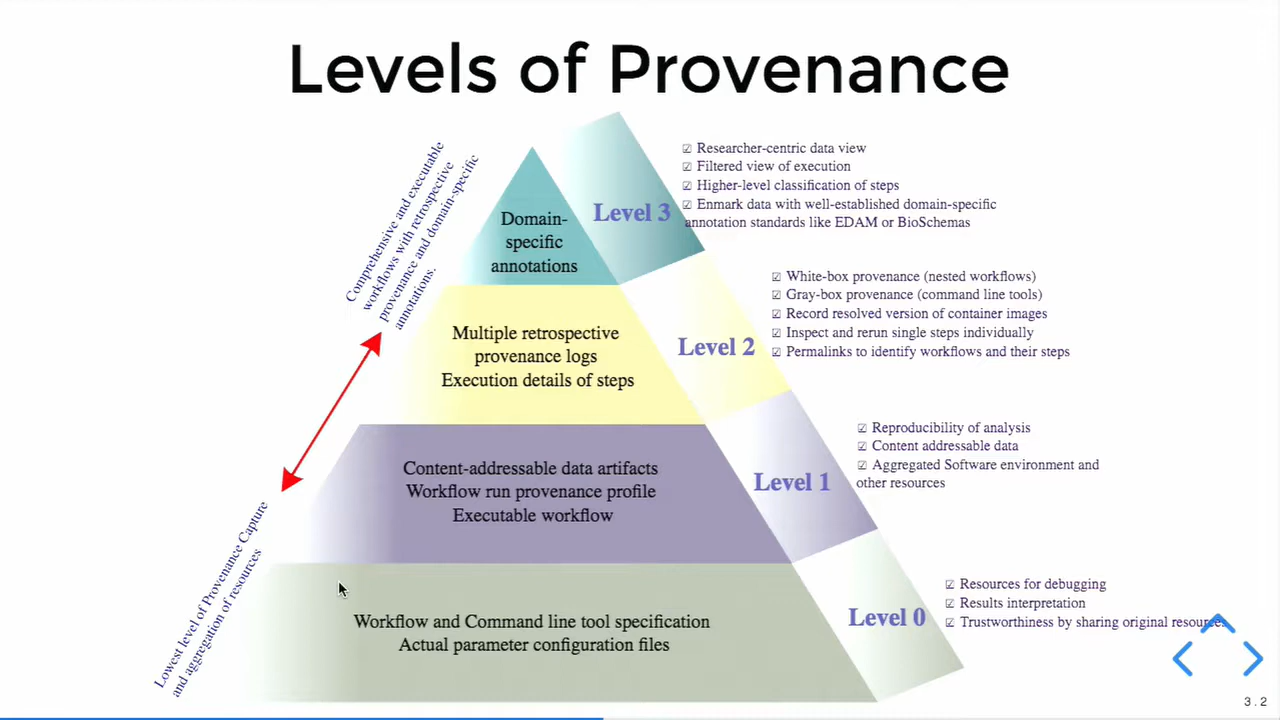 Levels of Provenance
Comprehensive and executable
workflows with retrospective
provenance and domain-specific
annotations.
Lowest level of Provenance Capture
and aggregation of resources
Domain-
specific
annotations
Level 3
☑ Researcher-centric data view
☑ Filtered view of execution
☑ Higher-level classification of steps
☑ Enmark data with well-established domain-specific
annotation standards like EDAM or BioSchemas
Multiple retrospective
provenance logs
Execution details of steps
Level 2
☑ White-box provenance (nested workflows)
☑ Gray-box provenance (command line tools)
☑ Record resolved version of container images
☑ Inspect and rerun single steps individually
☑ Permalinks to identify workflows and their steps
Content-addressable data artifacts
Workflow run provenance profile
Executable workflow
Level 1
☑ Reproducibility of analysis
☑ Content addressable data
☑ Aggregated Software environment and
other resources
Workflow and Command line tool specification
Actual parameter configuration files
Level 0
☑ Resources for debugging
☑ Results interpretation
☑ Trustworthiness by sharing original resources
3.2